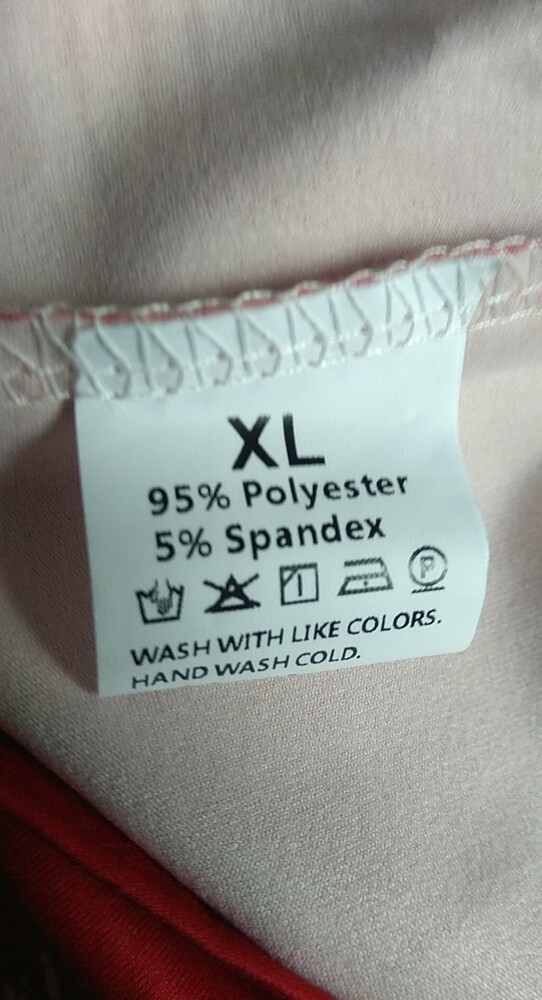 XL
95% Polyester
5% Spandex
P
WASH WITH LIKE COLORS.
HAND WASH COLD.